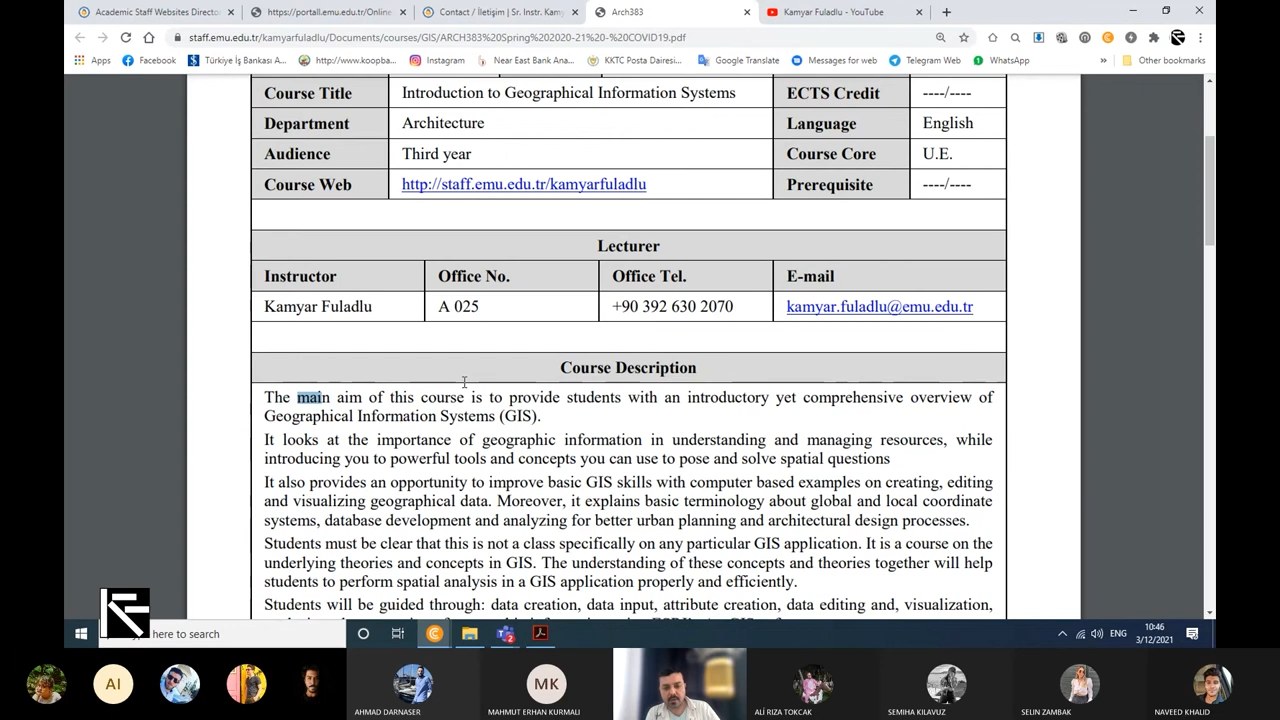 Academic Staff Websites Directo
https://portall.emu.edu.tr/Online
Contact / İletişim | Sr. Instr. Kamy
Arch383
Kamyar Fuladlu - YouTube
staff.emu.edu.tr/kamyarfuladlu/Documents/courses/GIS/ARCH383%20Spring%202020-21%20-%20COVID19.pdf
Apps
Facebook
Türkiye İş Bankası A
http://www.koopba
Instagram
Near East Bank Ana...
KKTC Posta Dairesi...
Google Translate
Messages for web
Telegram Web
WhatsApp
»
Other bookmarks
Course Title Introduction to Geographical Information Systems ECTS Credit ----/----
Department Architecture Language English
Audience Third year Course Core U.E.
Course Web http://staff.emu.edu.tr/kamyarfuladlu Prerequisite ----/----
Lecturer
Instructor Office No. Office Tel. E-mail
Kamyar Fuladlu A 025 +90 392 630 2070 kamyar.fuladlu@emu.edu.tr
Course Description
The main aim of this course is to provide students with an introductory yet comprehensive overview of
Geographical Information Systems (GIS).
It looks at the importance of geographic information in understanding and managing resources, while
introducing you to powerful tools and concepts you can use to pose and solve spatial questions
It also provides an opportunity to improve basic GIS skills with computer based examples on creating, editing
and visualizing geographical data. Moreover, it explains basic terminology about global and local coordinate
systems, database development and analyzing for better urban planning and architectural design processes.
Students must be clear that this is not a class specifically on any particular GIS application. It is a course on the
underlying theories and concepts in GIS. The understanding of these concepts and theories together will help
students to perform spatial analysis in a GIS application properly and efficiently.
Students will be guided through: data creation, data input, attribute creation, data editing and, visualization,
here to search
ENG
10:46
3/12/2021
AI
MK
AHMAD DARNASER
MAHMUT ERHAN KURMALI
ALİ RIZA TOKCAK
SEMIHA KILAVUZ
SELIN ZAMBAK
NAVEED KHALID